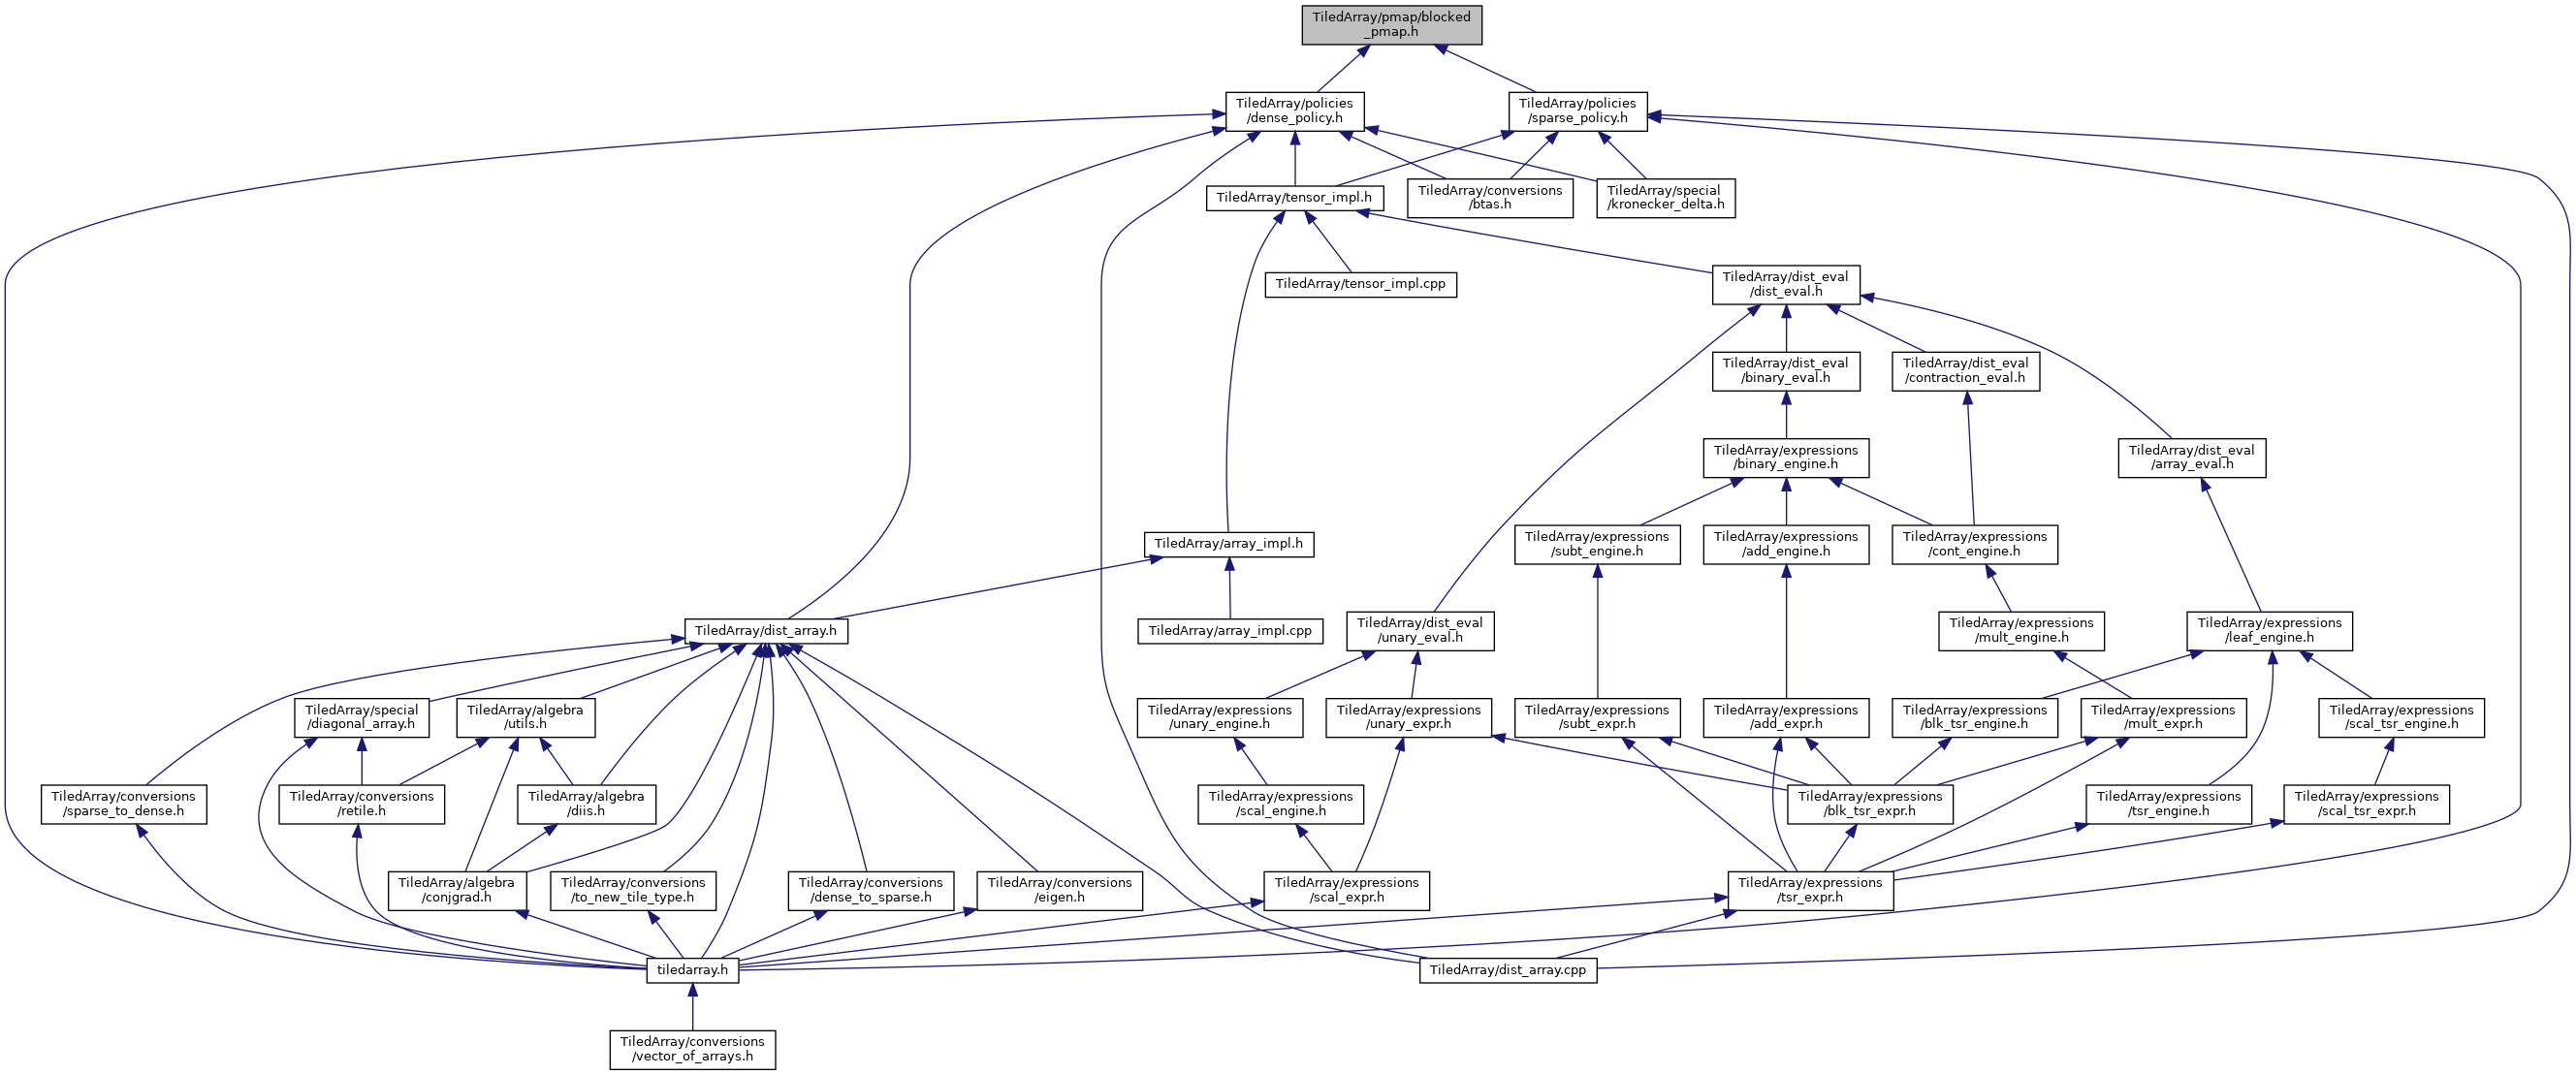 TiledArray/pmap/blocked
_pmap.h
TiledArray/policies
/dense_policy.h
TiledArray/policies
/sparse_policy.h
TiledArray/tensor_impl.h
TiledArray/conversions
/btas.h
TiledArray/special
/kronecker_delta.h
TiledArray/tensor_impl.cpp
TiledArray/dist_eval
/dist_eval.h
TiledArray/dist_eval
/binary_eval.h
TiledArray/dist_eval
/contraction_eval.h
TiledArray/expressions
/binary_engine.h
TiledArray/dist_eval
/array_eval.h
TiledArray/array_impl.h
TiledArray/expressions
/subt_engine.h
TiledArray/expressions
/add_engine.h
TiledArray/expressions
/cont_engine.h
TiledArray/dist_array.h
TiledArray/array_impl.cpp
TiledArray/dist_eval
/unary_eval.h
TiledArray/expressions
/mult_engine.h
TiledArray/expressions
/leaf_engine.h
TiledArray/special
/diagonal_array.h
TiledArray/algebra
/utils.h
TiledArray/expressions
/unary_engine.h
TiledArray/expressions
/unary_expr.h
TiledArray/expressions
/subt_expr.h
TiledArray/expressions
/add_expr.h
TiledArray/expressions
/blk_tsr_engine.h
TiledArray/expressions
/mult_expr.h
TiledArray/expressions
/scal_tsr_engine.h
TiledArray/conversions
/sparse_to_dense.h
TiledArray/conversions
/retile.h
TiledArray/algebra
/diis.h
TiledArray/expressions
/scal_engine.h
TiledArray/expressions
/blk_tsr_expr.h
TiledArray/expressions
/tsr_engine.h
TiledArray/expressions
/scal_tsr_expr.h
TiledArray/algebra
/conjgrad.h
TiledArray/conversions
/to_new_tile_type.h
TiledArray/conversions
/dense_to_sparse.h
TiledArray/conversions
/eigen.h
TiledArray/expressions
/scal_expr.h
TiledArray/expressions
/tsr_expr.h
tiledarray.h
TiledArray/dist_array.cpp
TiledArray/conversions
/vector_of_arrays.h